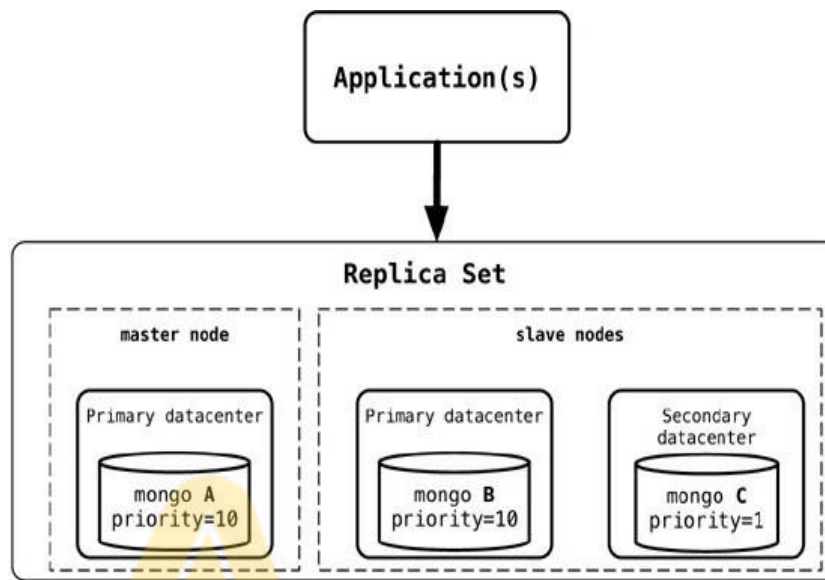 Application(s)
Replica Set
master node
Primary datacenter
mongo A
priority=10
slave nodes
Primary datacenter
mongo B
priority=10
Secondary
datacenter
mongo C
priority=1